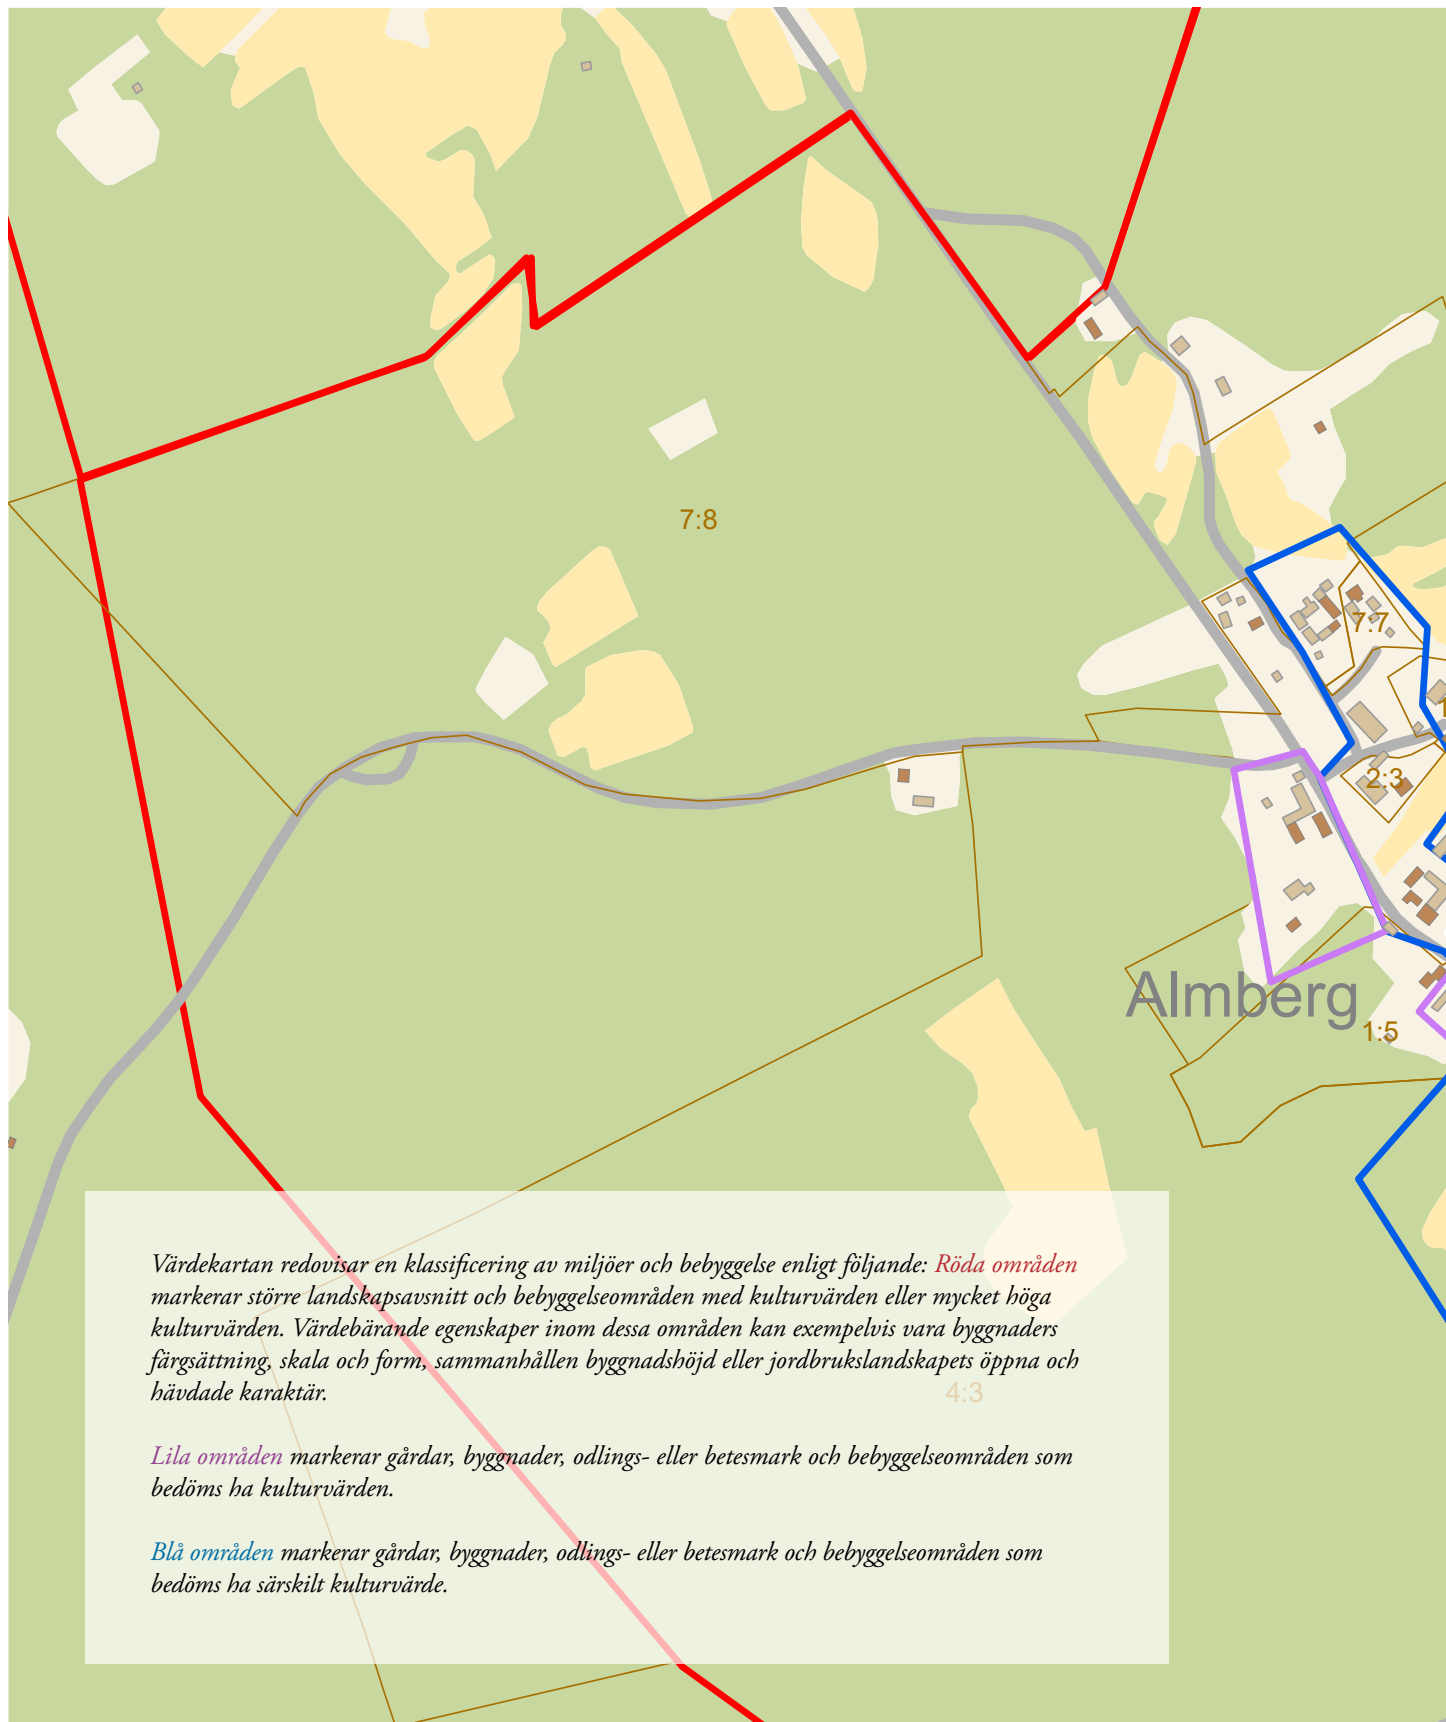 7:8
7:7
1
2:3
Almberg
1:5
Värdekartan redovisar en klassificering av miljöer och bebyggelse enligt följande: Röda områden
markerar större landskapsavsnitt och bebyggelseområden med kulturvärden eller mycket höga
kulturvärden. Värdebärande egenskaper inom dessa områden kan exempelvis vara byggnaders
färgsättning, skala och form, sammanhållen byggnadshöjd eller jordbrukslandskapets öppna och
hävdade karaktär.
4:3
Lila områden markerar gårdar, byggnader, odlings- eller betesmark och bebyggelseområden som
bedöms ha kulturvärden.
Blå områden markerar gårdar, byggnader, odlings- eller betesmark och bebyggelseområden som
bedöms ha särskilt kulturvärde.